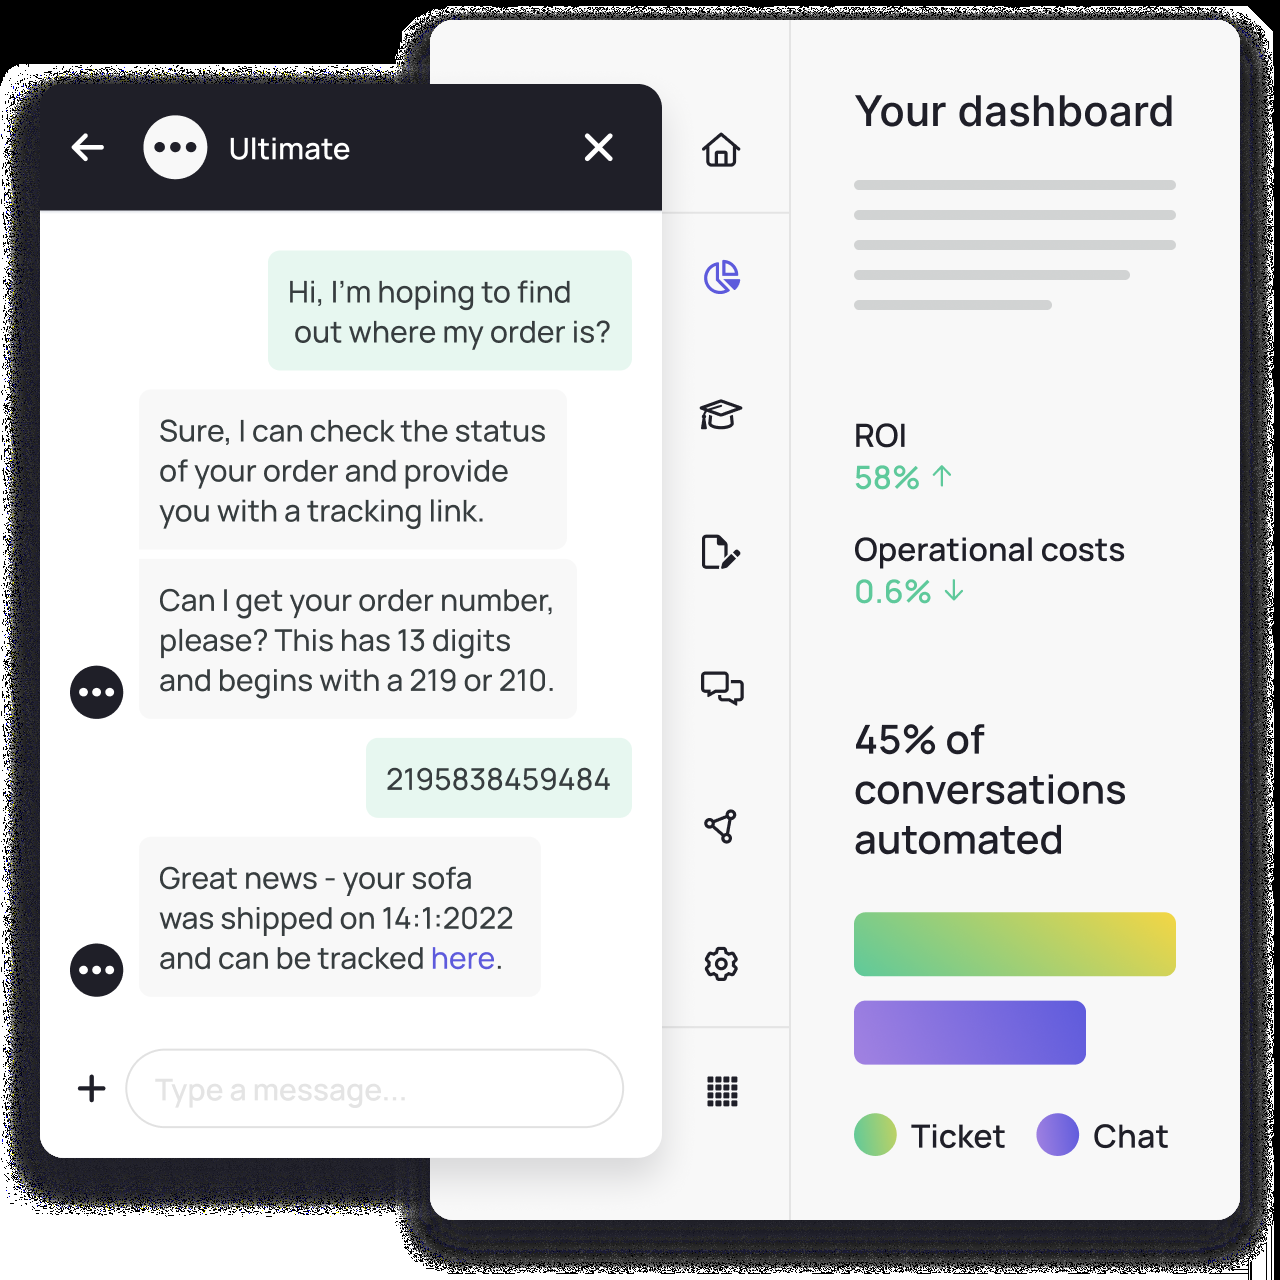 Ultimate
Hi, I'm hoping to find
out where my order is?
Sure, I can check the status
of your order and provide
you with a tracking link.
Can I get your order number,
please? This has 13 digits
and begins with a 219 or 210.
2195838459484
Great news - your sofa
was shipped on 14:1:2022
and can be tracked here.
Type a message...
Your dashboard
ROI
58% ↑
Operational costs
0.6% ↓
45% of
conversations
automated
Ticket
Chat